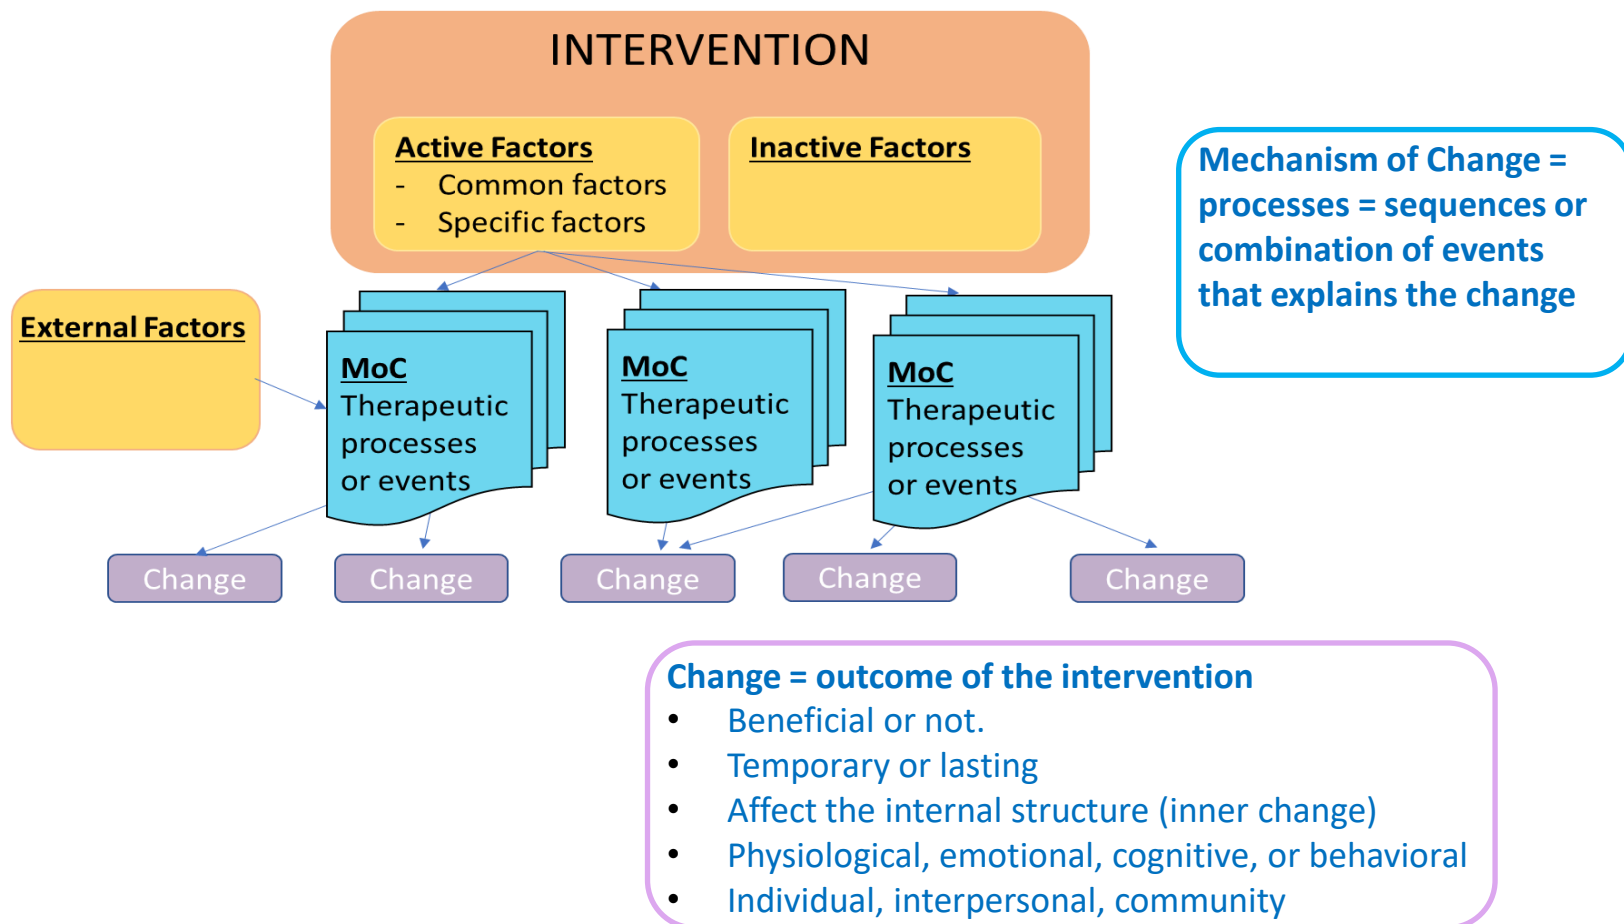 INTERVENTION
Active Factors
- Common factors
- Specific factors
Inactive Factors
Mechanism of Change =
processes = sequences or
combination of events
that explains the change
External Factors
MoC
Therapeutic
processes
or events
MoC
Therapeutic
processes
or events
MoC
Therapeutic
processes
or events
Change
Change
Change
Change
Change
Change = outcome of the intervention
• Beneficial or not.
• Temporary or lasting
• Affect the internal structure (inner change)
• Physiological, emotional, cognitive, or behavioral
• Individual, interpersonal, community